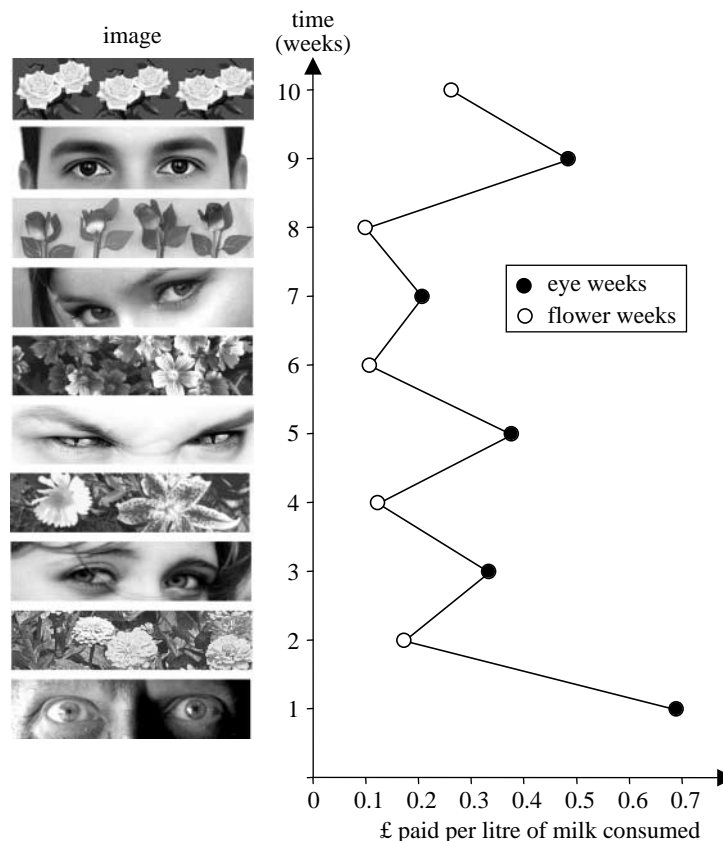 image
time
(weeks)
10
9
8
7
6
5
4
3
2
1
eye weeks
flower weeks
0 0.1 0.2 0.3 0.4 0.5 0.6 0.7
£ paid per litre of milk consumed